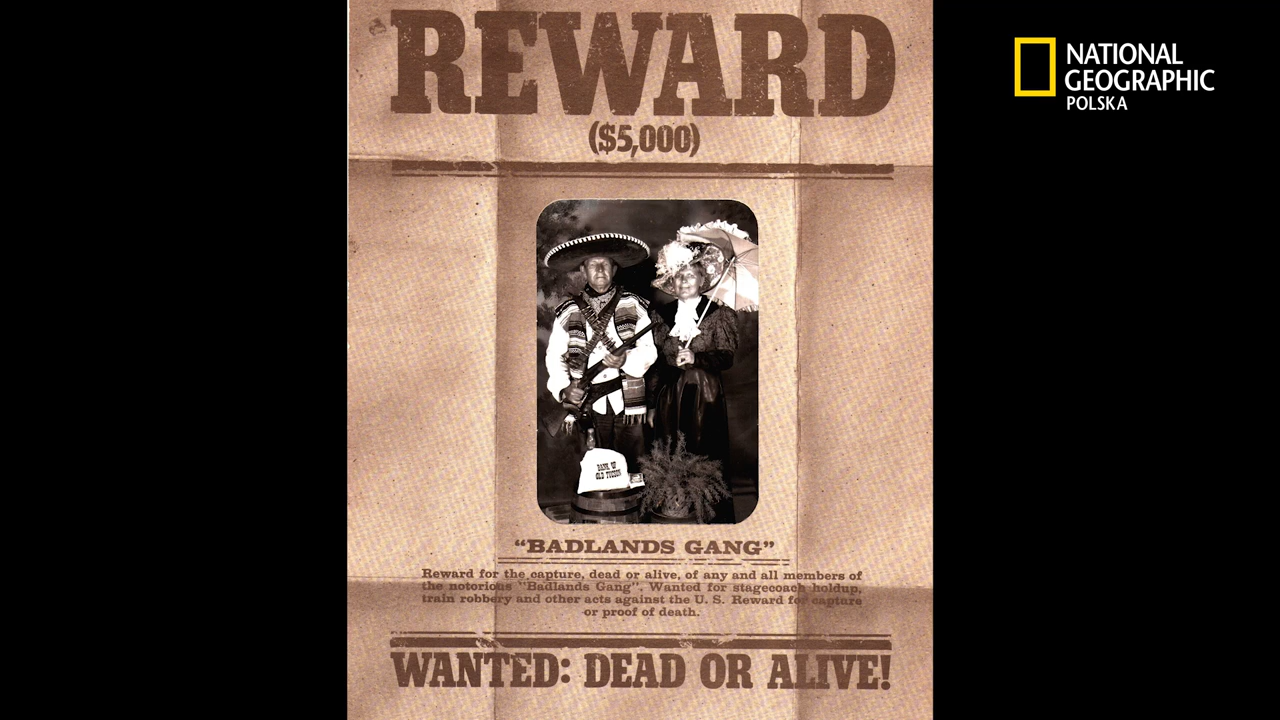 REWARD
($5,000)
NATIONAL
GEOGRAPHIC
POLSKA
BANK OF
OLD TUCSON
"BADLANDS GANG"
Reward for the capture, dead or alive, of any and all members of
the notorious "Badlands Gang". Wanted for stagecoach holdup,
train robbery and other acts against the U. S. Reward for capture
or proof of death.
WANTED: DEAD OR ALIVE!